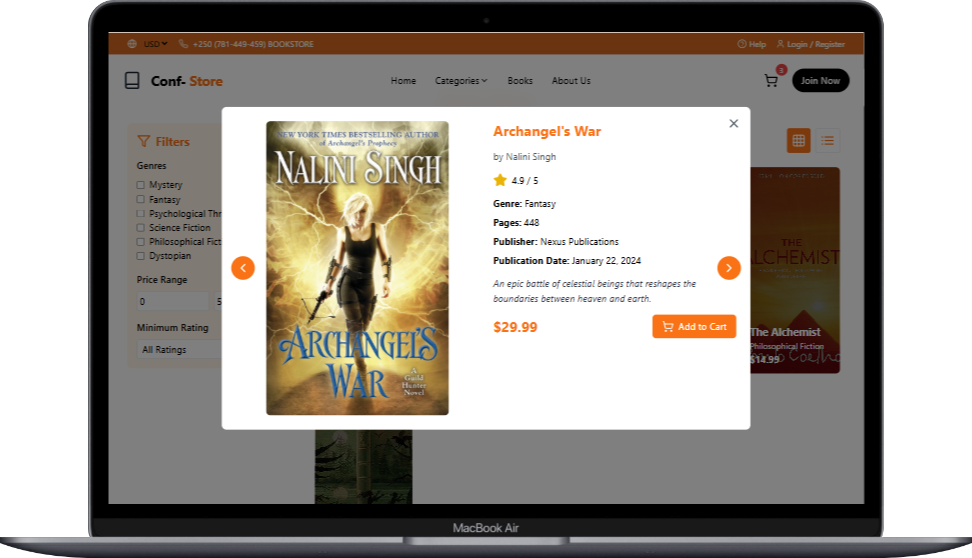 USD
+250 (781-449-459) BOOKSTORE
Help
Login / Register
Conf- Store
Home
Categories
Books
About Us
3
Join Now
Filters
Genres
Mystery
Fantasy
Psychological Thr
Science Fiction
Philosophical Fict
Dystopian
Price Range
0
5
Minimum Rating
All Ratings
NEW YORK TIMES BESTSELLING AUTHOR
of Archangel's Prophecy
NALINI SINGH
ARCHANGEL'S
WAR
A
Guild
Hunter
Novel
Archangel's War
by Nalini Singh
4.9 / 5
Genre: Fantasy
Pages: 448
Publisher: Nexus Publications
Publication Date: January 22, 2024
An epic battle of celestial beings that reshapes the
boundaries between heaven and earth.
$29.99
Add to Cart
THE
ALCHEMIST
The Alchemist
Philosophical Fiction
$14.99
Coelho
MacBook Air